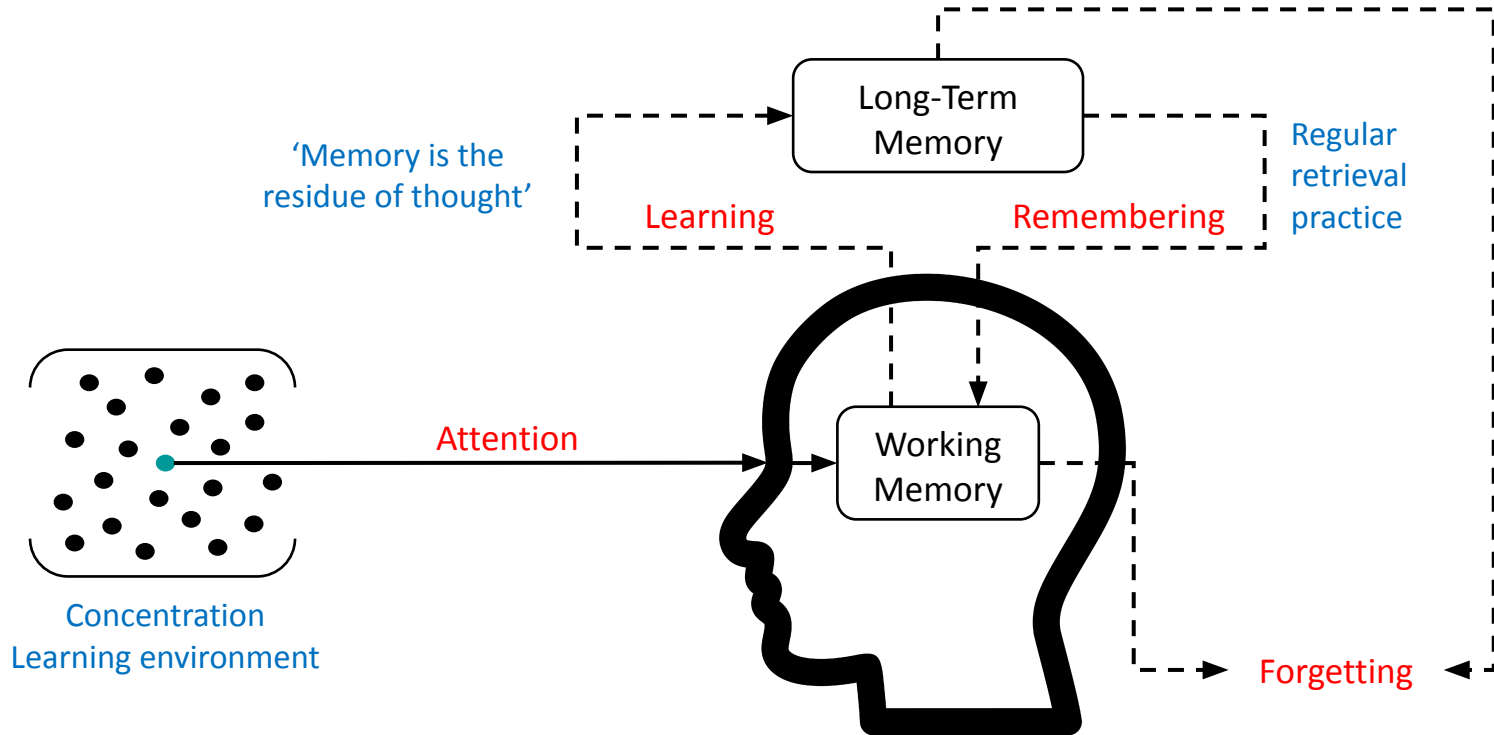 Long-Term
Memory
‘Memory is the
residue of thought’
Regular
retrieval
practice
Learning
Remembering
Attention
Working
Memory
Concentration
Learning environment
Forgetting